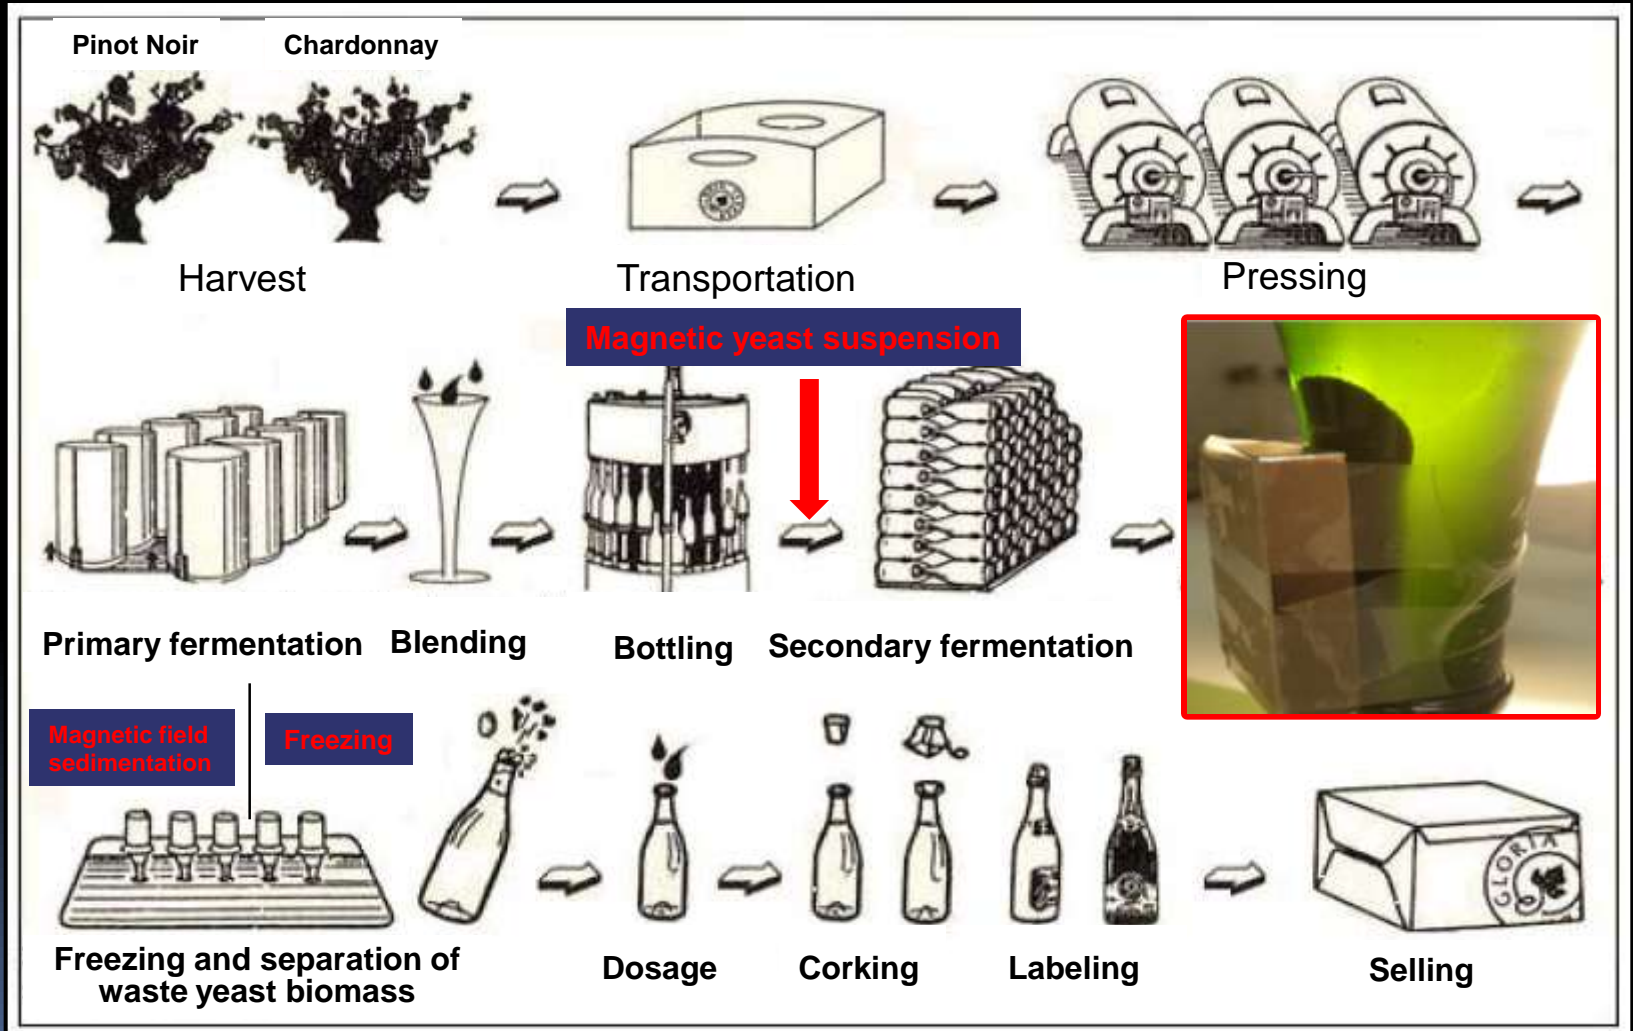 Pinot Noir
Chardonnay
Harvest
Transportation
Pressing
Magnetic yeast suspension
Primary fermentation
Blending
Bottling
Secondary fermentation
Magnetic field
sedimentation
Freezing
Freezing and separation of
waste yeast biomass
Dosage
Corking
Labeling
Selling
GLORIA